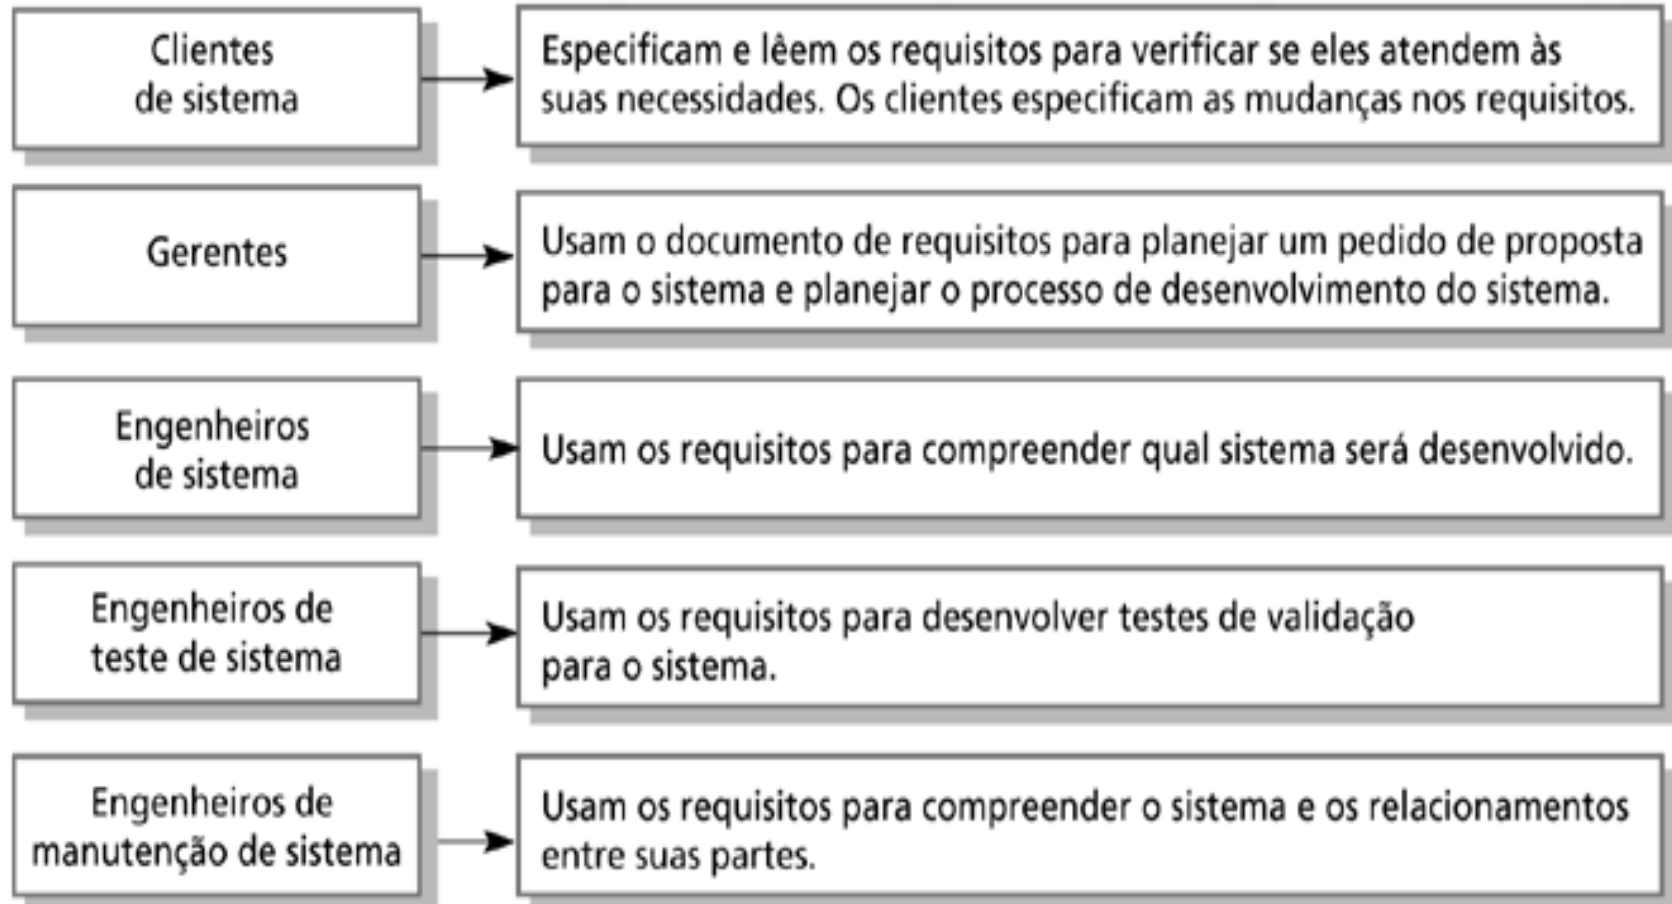 Clientes
de sistema
Especificam e lêem os requisitos para verificar se eles atendem às
suas necessidades. Os clientes especificam as mudanças nos requisitos.
Gerentes
Usam o documento de requisitos para planejar um pedido de proposta
para o sistema e planejar o processo de desenvolvimento do sistema.
Engenheiros
de sistema
Usam os requisitos para compreender qual sistema será desenvolvido.
Engenheiros de
teste de sistema
Usam os requisitos para desenvolver testes de validação
para o sistema.
Engenheiros de
manutenção de sistema
Usam os requisitos para compreender o sistema e os relacionamentos
entre suas partes.